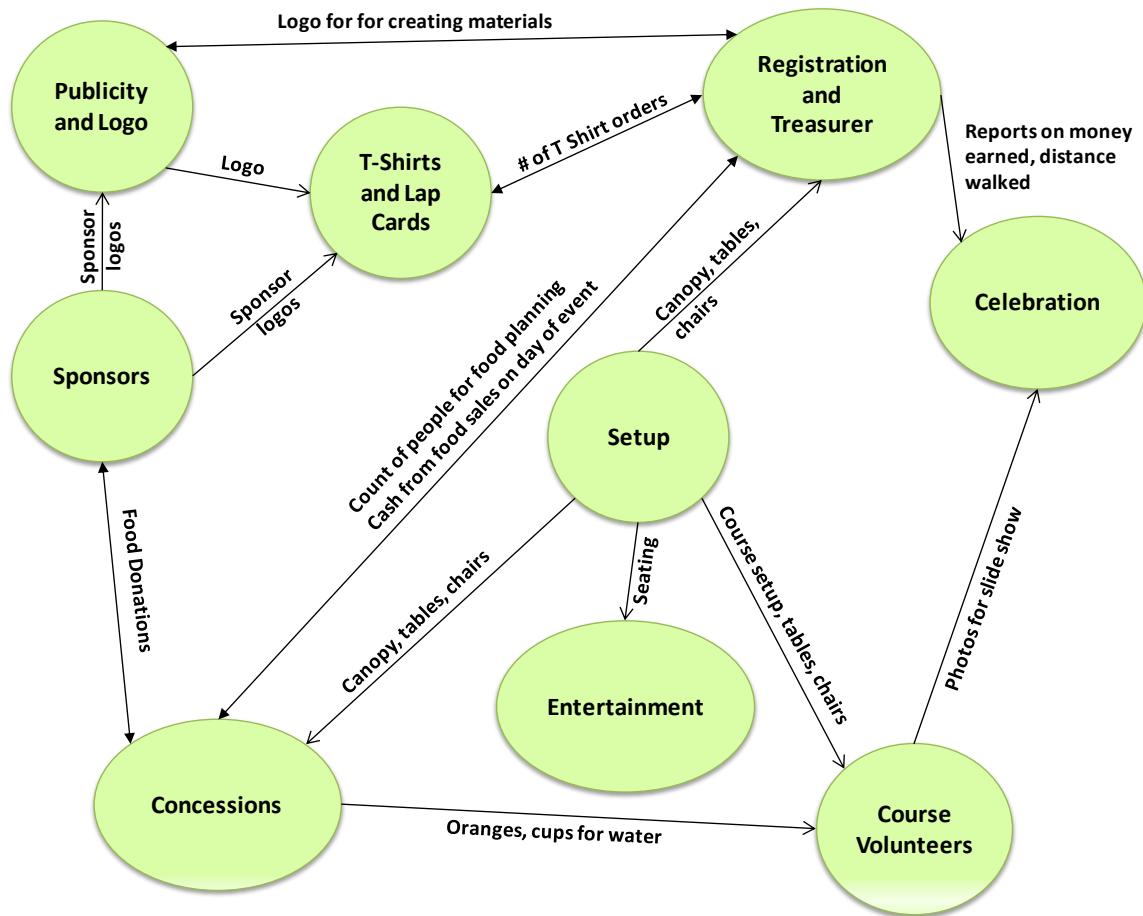 Logo for for creating materials
Publicity
and Logo
Registration
and
Treasurer
# of T Shirt orders
Reports on money
earned, distance
walked
Logo
T-Shirts
and Lap
Cards
Sponsor
logos
Sponsor
logos
Canopy, tables,
chairs
Celebration
Sponsors
Count of people for food planning
Cash from food sales on day of event
Setup
Food Donations
Canopy, tables, chairs
Seating
Course setup, tables, chairs
Photos for slide show
Entertainment
Concessions
Oranges, cups for water
Course
Volunteers